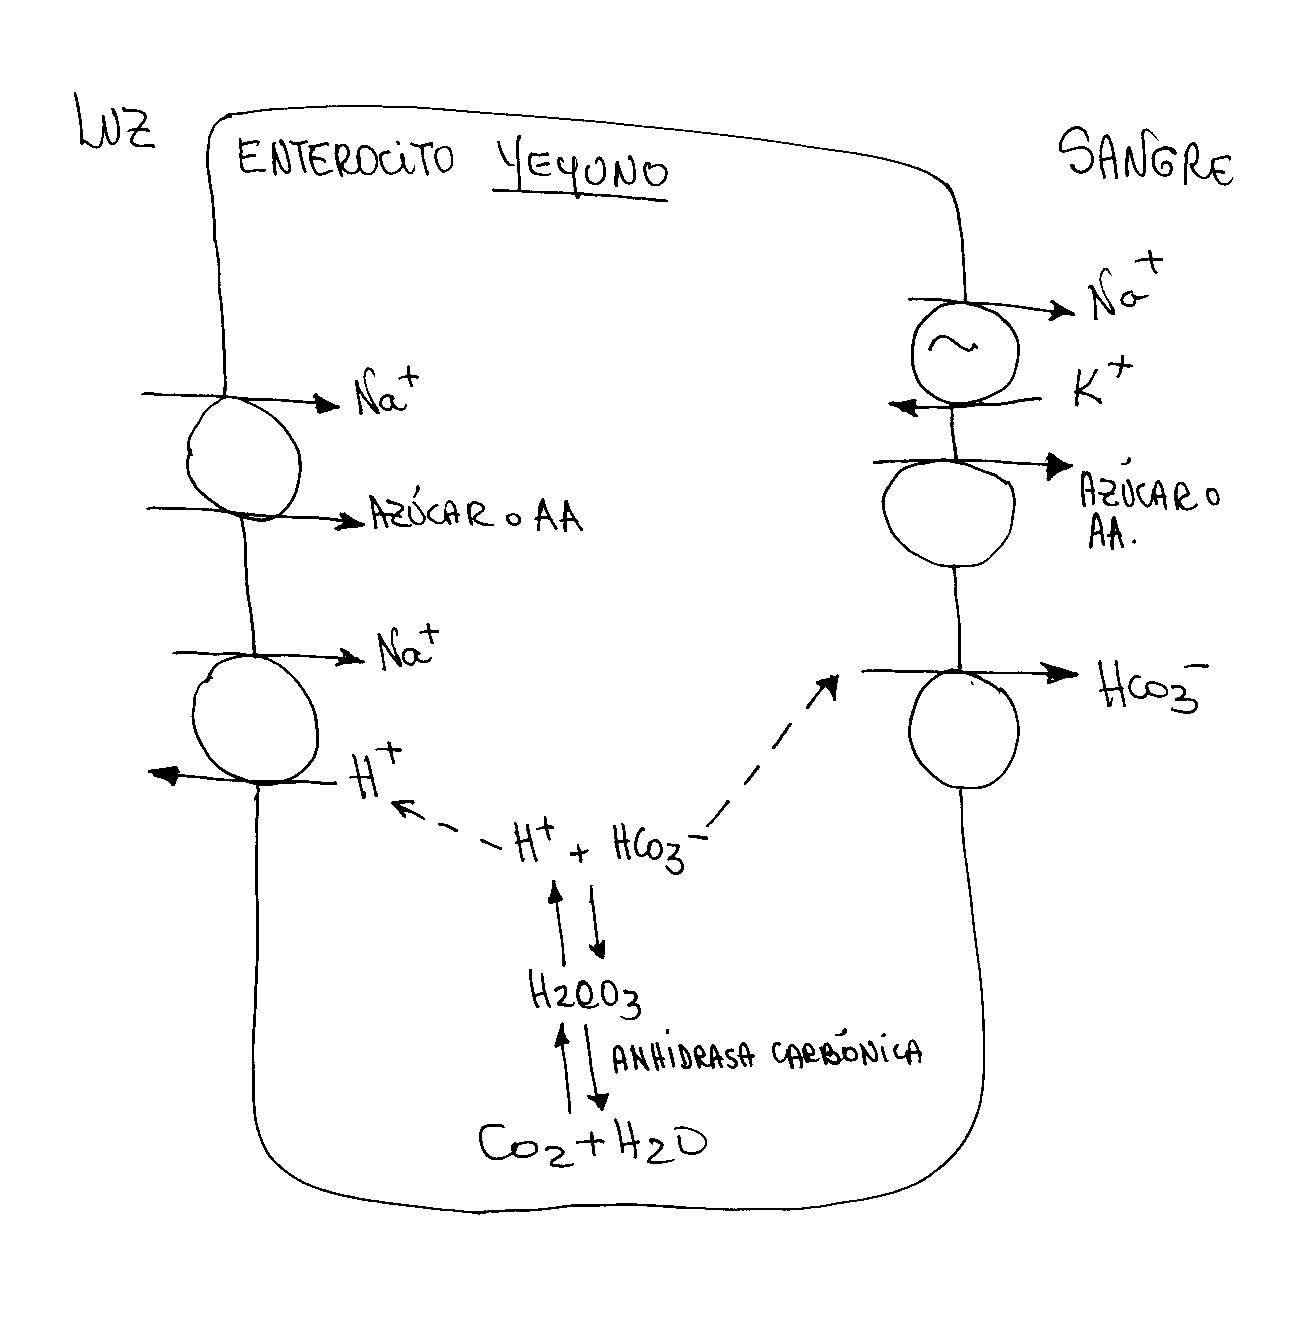 LUZ
ENTEROCITO YEYUNO
SANGRE
Na⁺
K⁺
Na⁺
AZÚCAR o AA
AZÚCAR o
AA.
Na⁺
HCO3⁻
H⁺
H⁺ + HCO3⁻
H2CO3
ANHIDRASA CARBÓNICA
CO2 + H2O